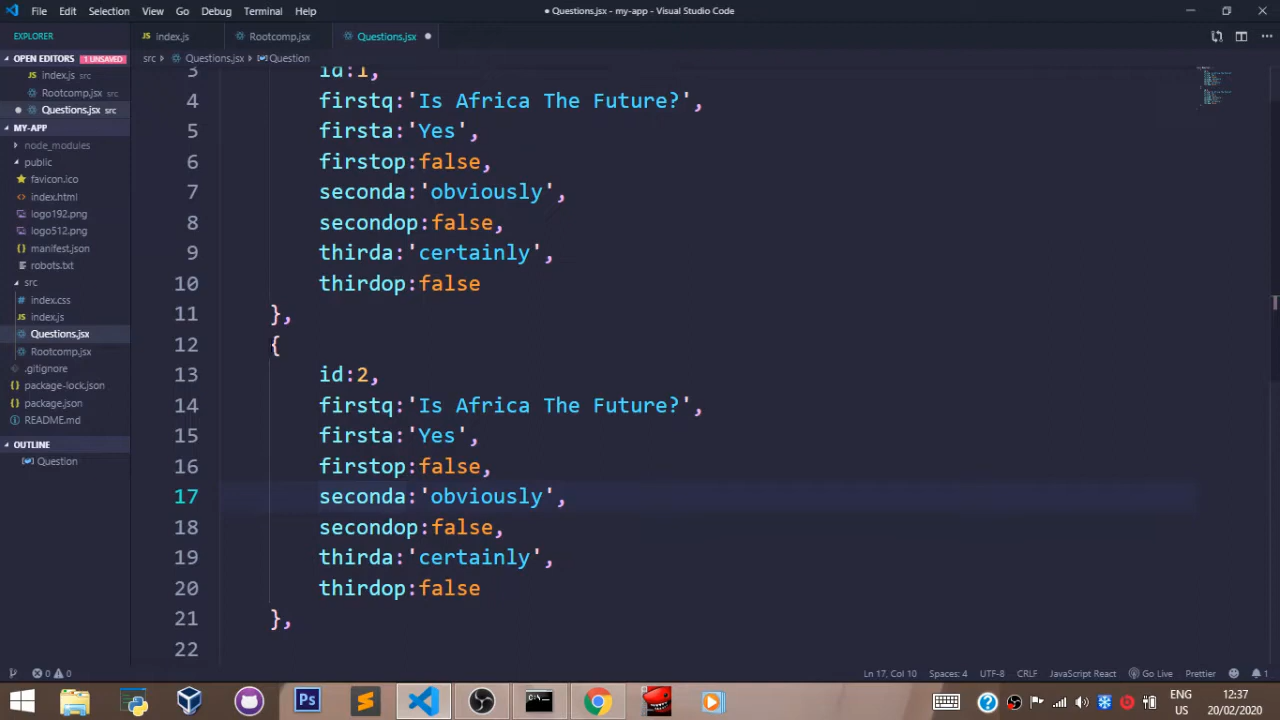 File Edit Selection View Go Debug Terminal Help
● Questions.jsx - my-app - Visual Studio Code
EXPLORER
index.js
Rootcomp.jsx
Questions.jsx ●
OPEN EDITORS 1 UNSAVED
index.js src
Rootcomp.jsx src
● Questions.jsx src
MY-APP
node_modules
public
favicon.ico
index.html
logo192.png
logo512.png
manifest.json
robots.txt
src
index.css
index.js
Questions.jsx
Rootcomp.jsx
.gitignore
package-lock.json
package.json
README.md
OUTLINE
Question
src > Questions.jsx > Question
3 id:1,
4 firstq:'Is Africa The Future?',
5 firsta:'Yes',
6 firstop:false,
7 seconda:'obviously',
8 secondop:false,
9 thirda:'certainly',
10 thirdop:false
11 },
12 {
13 id:2,
14 firstq:'Is Africa The Future?',
15 firsta:'Yes',
16 firstop:false,
17 seconda:'obviously',
18 secondop:false,
19 thirda:'certainly',
20 thirdop:false
21 },
22
0 0
Ln 17, Col 10 Spaces: 4 UTF-8 CRLF JavaScript React Go Live Prettier 1
Ps
ENG
US
12:37
20/02/2020